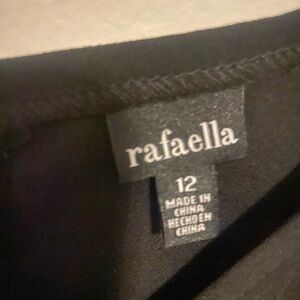 rafaella
12
MADE IN
CHINA
HECHO EN
CHINA